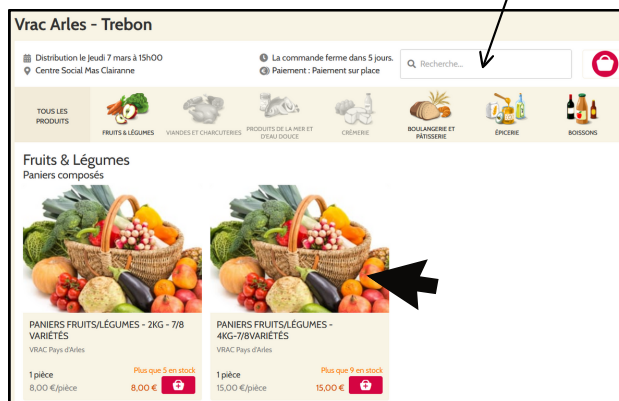 Vrac Arles - Trebon
Distribution le Jeudi 7 mars à 15h00
Centre Social Mas Clairanne
La commande ferme dans 5 jours.
Paiement : Paiement sur place
Recherche...
TOUS LES
PRODUITS
FRUITS & LÉGUMES
VIANDES ET CHARCUTERIES
PRODUITS DE LA MER ET
D'EAU DOUCE
CRÈMERIE
BOULANGERIE ET
PÂTISSERIE
ÉPICERIE
BOISSONS
Fruits & Légumes
Paniers composés
PANIERS FRUITS/LÉGUMES - 2KG - 7/8
VARIÉTÉS
VRAC Pays d'Arles
Plus que 5 en stock
1 pièce
8,00 €/pièce
8,00 €
PANIERS FRUITS/LÉGUMES -
4KG-7/8VARIÉTÉS
VRAC Pays d'Arles
Plus que 9 en stock
1 pièce
15,00 €/pièce
15,00 €